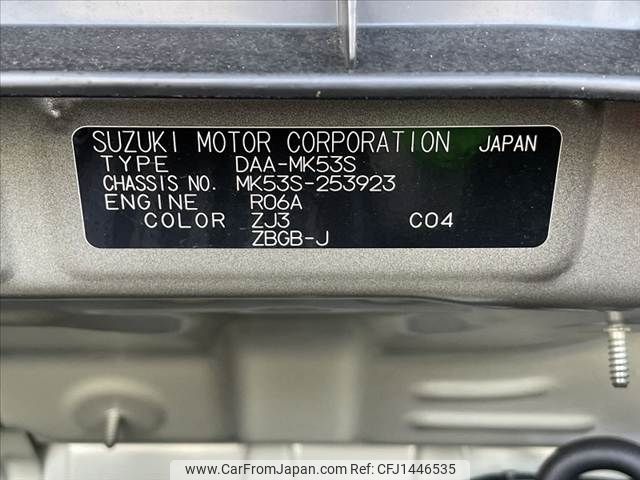 SUZUKI MOTOR CORPORATION JAPAN
TYPE DAA-MK53S
CHASSIS NO. MK53S-253923
ENGINE R06A
COLOR ZJ3 C04
ZBGB-J
www.CarFromJapan.com CFJ1446535